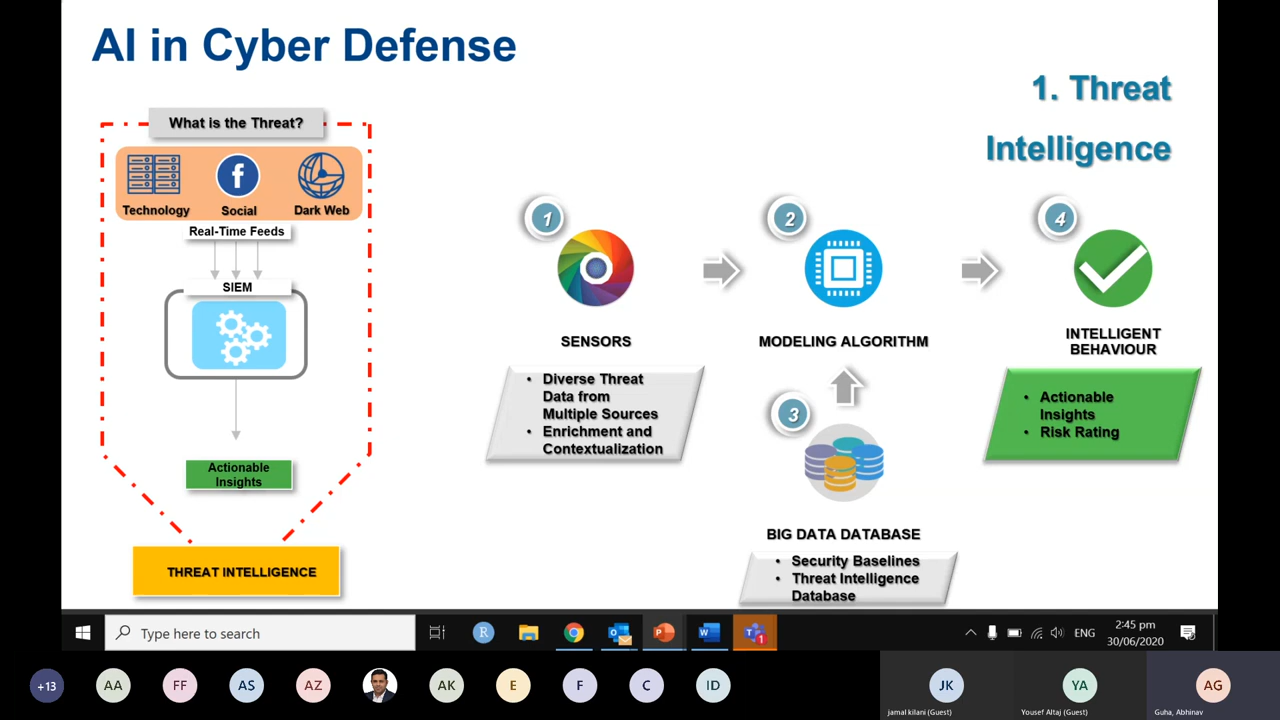 AI in Cyber Defense
1. Threat
Intelligence
What is the Threat?
Technology
Social
Dark Web
Real-Time Feeds
SIEM
Actionable
Insights
THREAT INTELLIGENCE
1
SENSORS
• Diverse Threat
Data from
Multiple Sources
• Enrichment and
Contextualization
2
MODELING ALGORITHM
3
BIG DATA DATABASE
• Security Baselines
• Threat Intelligence
Database
4
INTELLIGENT
BEHAVIOUR
• Actionable
Insights
• Risk Rating
Type here to search
R
1
ENG
2:45 pm
30/06/2020
+13
AA
FF
AS
AZ
AK
E
F
C
ID
JK
jamal kilani (Guest)
YA
Yousef Altaj (Guest)
AG
Guha, Abhinav